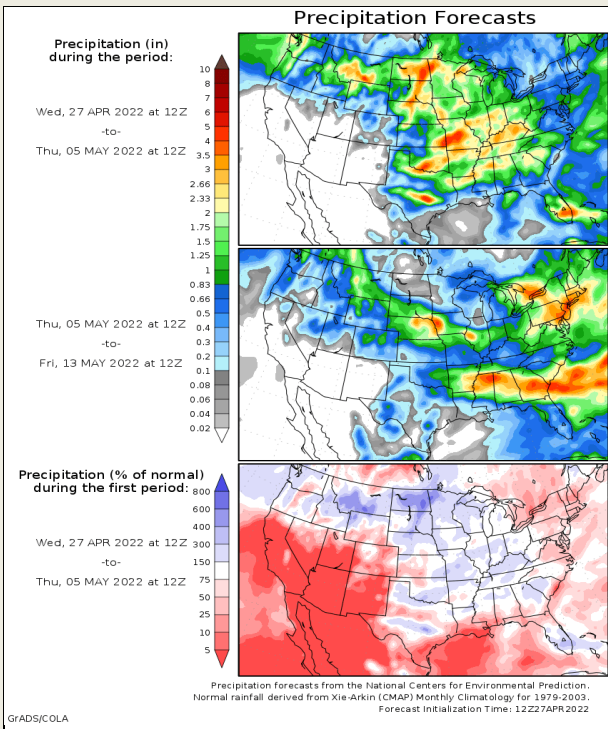 Precipitation Forecasts
Precipitation (in)
during the period:
Wed, 27 APR 2022 at 12Z
-to-
Thu, 05 MAY 2022 at 12Z
10
8
7
6
5
4
3.5
3
2.66
2.33
2
1.75
1.5
1.25
1
0.83
0.66
0.5
0.4
0.3
0.2
0.1
0.08
0.06
0.04
0.02
Thu, 05 MAY 2022 at 12Z
-to-
Fri, 13 MAY 2022 at 12Z
Precipitation (% of normal)
during the first period:
Wed, 27 APR 2022 at 12Z
-to-
Thu, 05 MAY 2022 at 12Z
800
600
400
300
150
75
50
25
10
5
Precipitation forecasts from the National Centers for Environmental Prediction.
Normal rainfall derived from Xie-Arkin (CMAP) Monthly Climatology for 1979-2003.
Forecast Initialization Time: 12Z27APR2022
GrADS/COLA